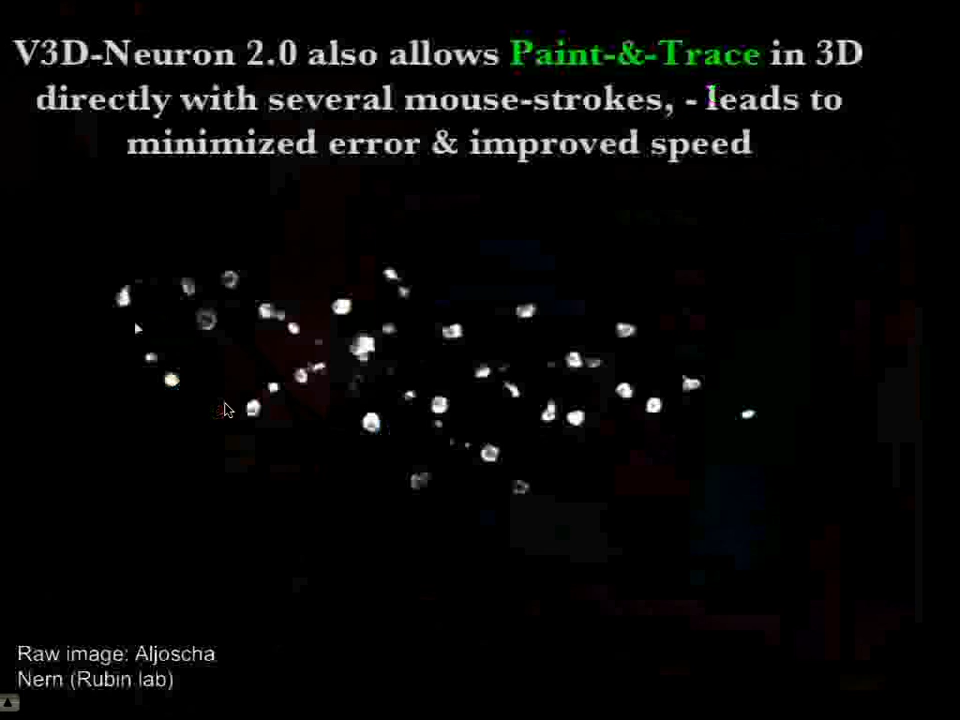 V3D-Neuron 2.0 also allows Paint-&-Trace in 3D
directly with several mouse-strokes, - leads to
minimized error & improved speed
Raw image: Aljoscha
Nern (Rubin lab)